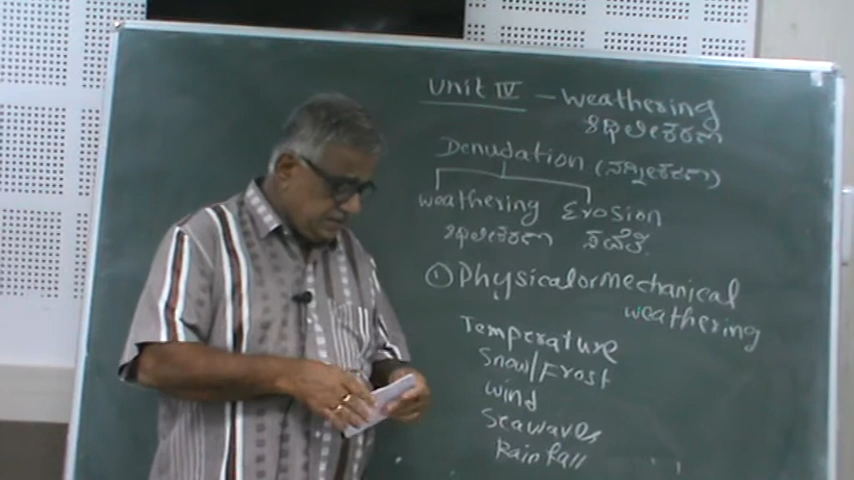 Unit IV - Weathering
ಶಿಥಿಲೀಕರಣ
Denudation (ನಗ್ನೀಕರಣ)
Weathering Erosion
ಶಿಥಿಲೀಕರಣ ಸವೆತ
① Physical or Mechanical
weathering
Temperature
Snow/Frost
Wind
Seawaves
Rainfall